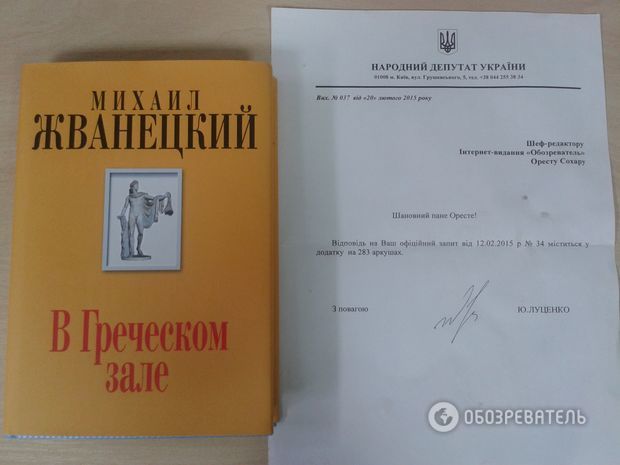 МИХАИЛ
ЖВАНЕЦКИЙ
В Греческом
зале
НАРОДНИЙ ДЕПУТАТ УКРАЇНИ
01008 м. Київ, вул. Грушевського, 5, тел. +38 044 255 38 34
Вих. № 037 від «20» лютого 2015 року
Шеф-редактору
Інтернет-видання «Обозреватель»
Оресту Сохару
Шановний пане Оресте!
Відповідь на Ваш офіційний запит від 12.02.2015 р № 34 міститься у
додатку на 283 аркушах.
З повагою Ю.ЛУЦЕНКО
ОБОЗРЕВАТЕЛЬ